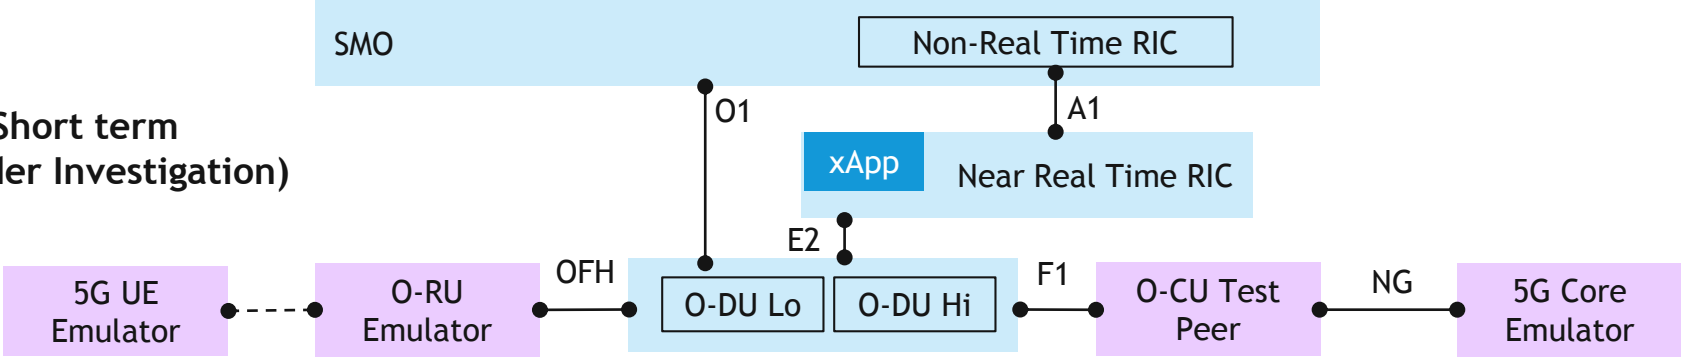 SMO
Non-Real Time RIC
O1
A1
Short term
der Investigation)
xApp
Near Real Time RIC
E2
5G UE
Emulator
O-RU
Emulator
OFH
O-DU Lo
O-DU Hi
F1
O-CU Test
Peer
NG
5G Core
Emulator